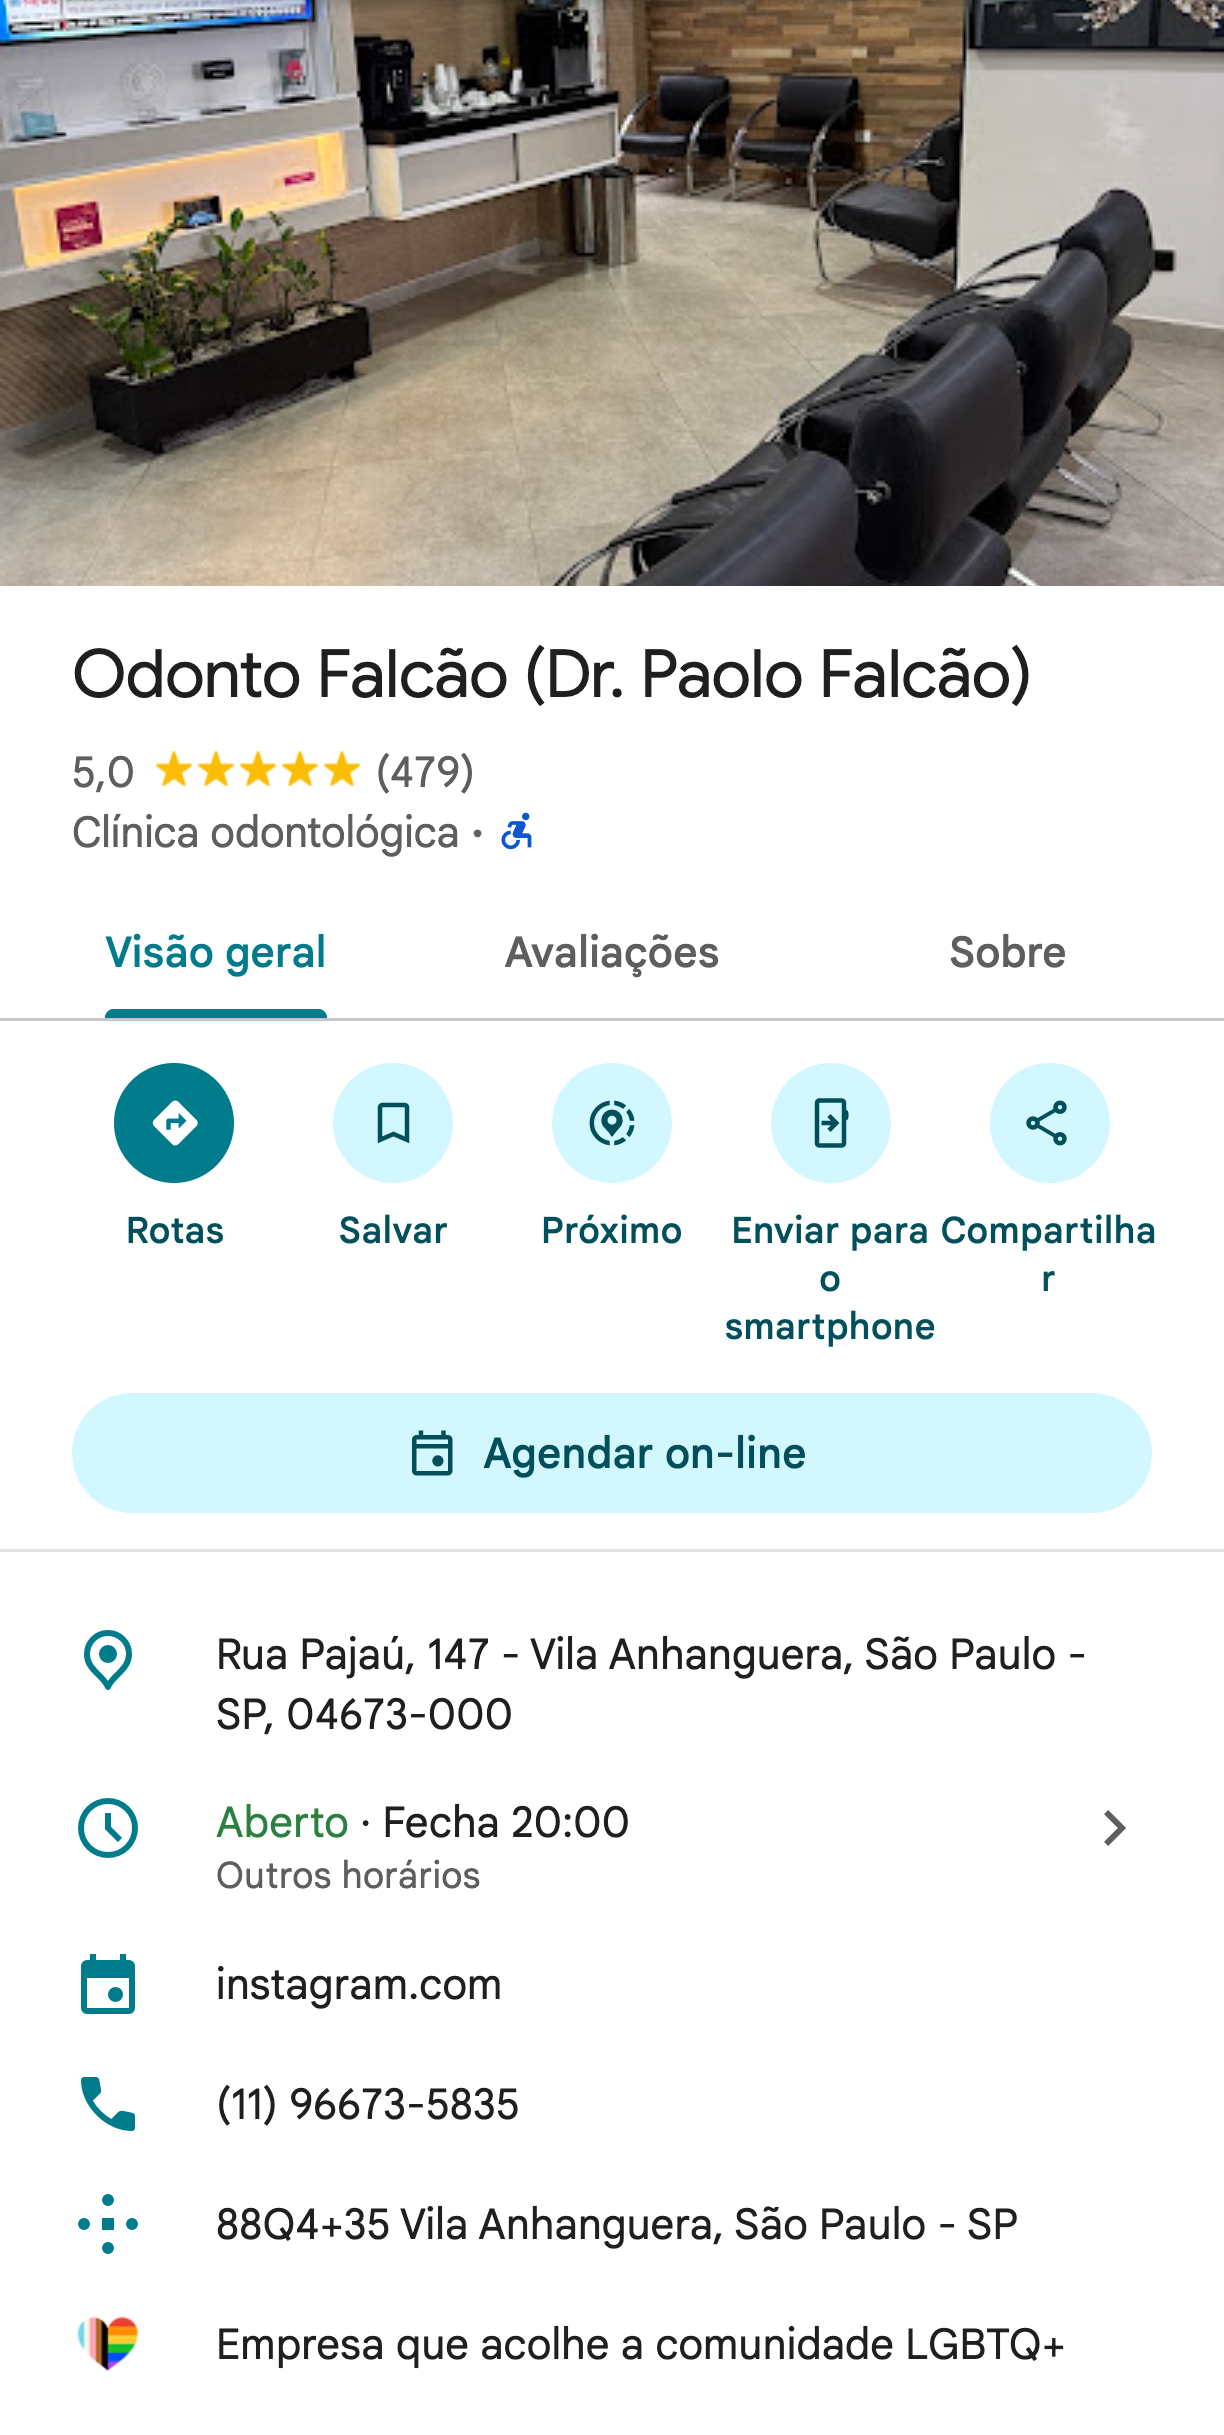 Odonto Falcão (Dr. Paolo Falcão)
5,0 (479)
Clínica odontológica ·
Visão geral
Avaliações
Sobre
Rotas
Salvar
Próximo
Enviar para
o
smartphone
Compartilha
r
Agendar on-line
Rua Pajaú, 147 - Vila Anhanguera, São Paulo -
SP, 04673-000
Aberto · Fecha 20:00
Outros horários
instagram.com
(11) 96673-5835
88Q4+35 Vila Anhanguera, São Paulo - SP
Empresa que acolhe a comunidade LGBTQ+